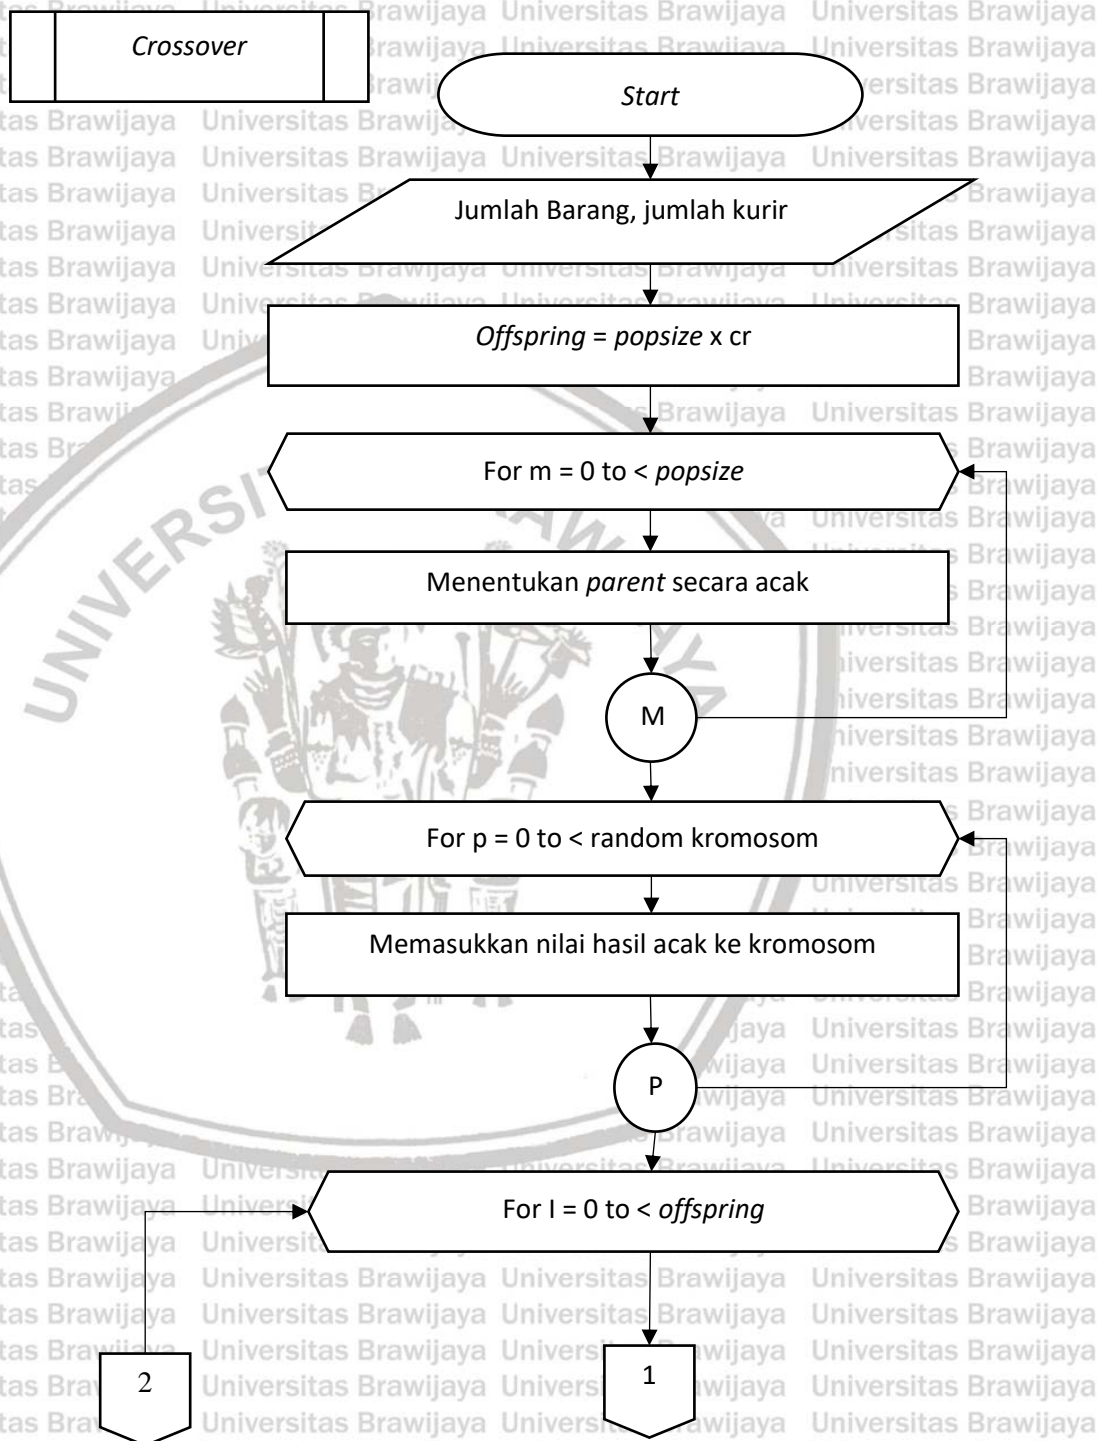 Crossover
Start
Jumlah Barang, jumlah kurir
Offspring = popsize x cr
For m = 0 to < popsize
Menentukan parent secara acak
M
For p = 0 to < random kromosom
Memasukkan nilai hasil acak ke kromosom
P
For I = 0 to < offspring
2
1